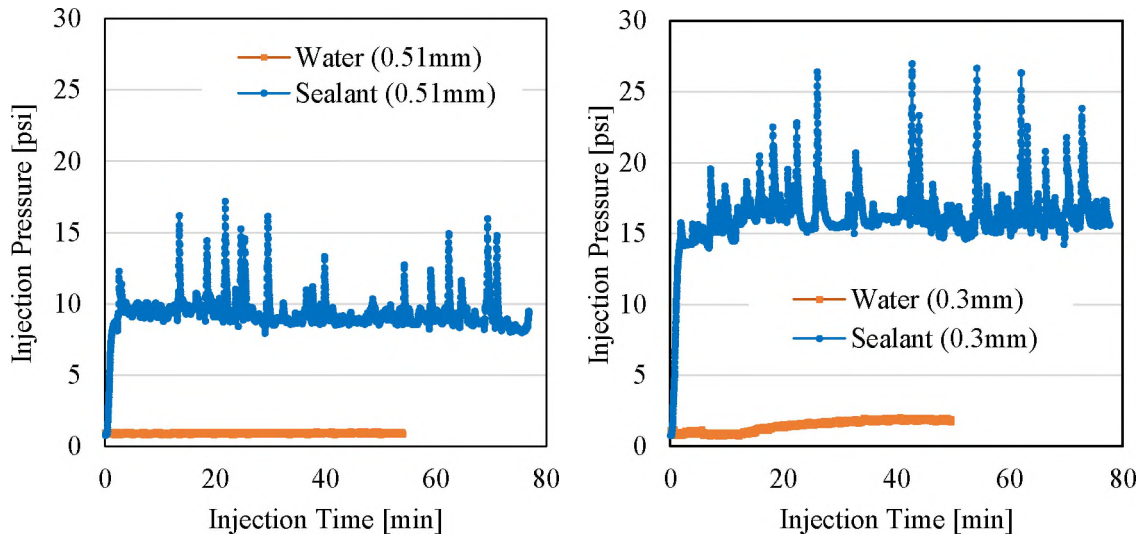 30
25
20
15
10
5
0
Injection Pressure [psi]
Water (0.51mm)
Sealant (0.51mm)
0 20 40 60 80
Injection Time [min]
30
25
20
15
10
5
0
Injection Pressure [psi]
Water (0.3mm)
Sealant (0.3mm)
0 20 40 60 80
Injection Time [min]